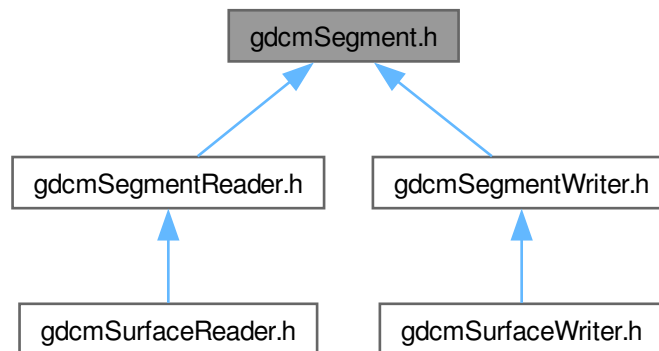 gdcmSegment.h
gdcmSegmentReader.h
gdcmSegmentWriter.h
gdcmSurfaceReader.h
gdcmSurfaceWriter.h